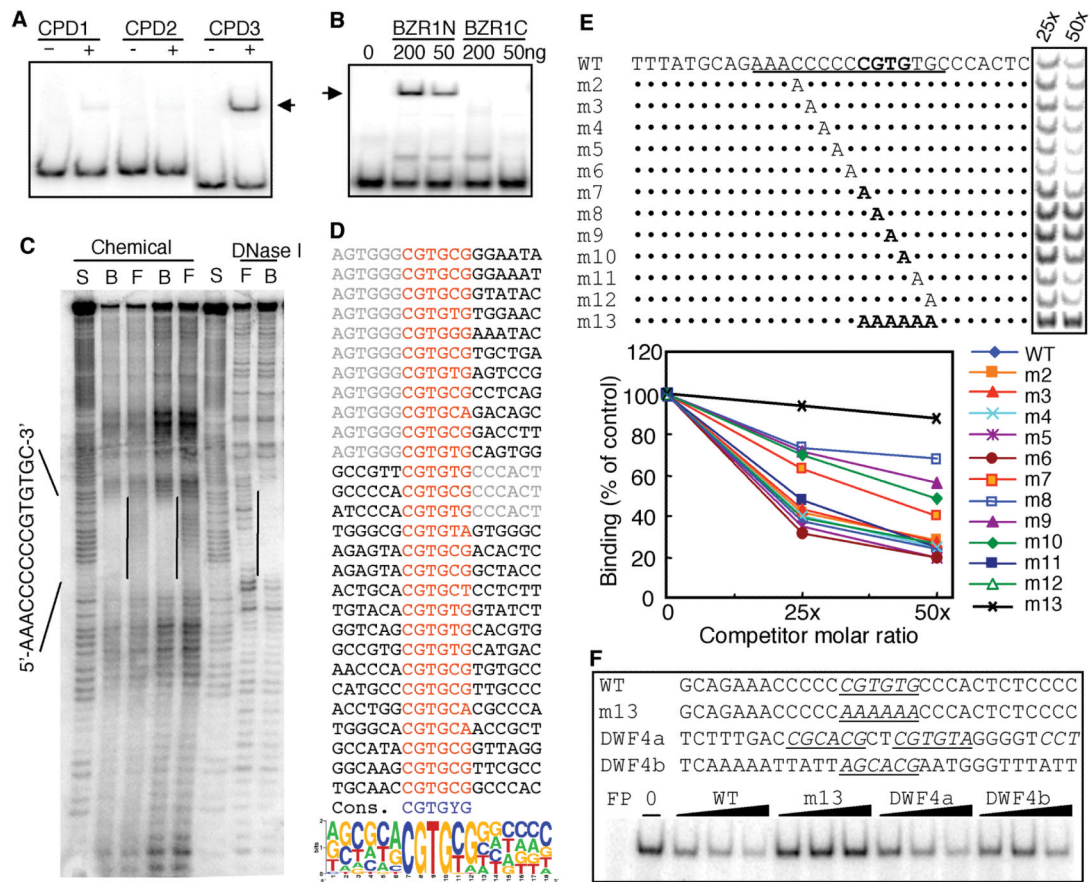 A
CPD1 CPD2 CPD3
– + - + - +
B
BZR1N BZR1C
0 200 50 200 50ng
C
Chemical DNase I
S B F B F S F B
5'-AAACCCCCCGTGTGC-3'
D
AGTGGGCGTGCGGGAATA
AGTGGGCGTGCGGGAAAT
AGTGGGCGTGCGGTATAC
AGTGGGCGTGTGTGGAAC
AGTGGGCGTGGGAAATAC
AGTGGGCGTGCGTGCTGA
AGTGGGCGTGTGAGTCCG
AGTGGGCGTGCGCCTCAG
AGTGGGCGTGCAGACAGC
AGTGGGCGTGCGGACCTT
AGTGGGCGTGCGCAGTGG
GCCGTTCGTGTGCCCACT
GCCCCACGTGTGCCCACT
ATCCCACGTGTGCCCACT
TGGGCGCGTGTAGTGGGC
AGAGTACGTGCGACACTC
AGAGTACGTGCGGCTACC
ACTGCACGTGCTCCTCTT
TGTACACGTGTGGTATCT
GGTCAGCGTGTGCACGTG
GCCGTGCGTGTGCATGAC
AACCCACGTGCGTGTGCC
CATGCCCGTGCGTTGCCC
ACCTGGCGTGCACGCCCA
TGGGCACGTGCAACCGCT
GCCATACGTGCGGTTAGG
GGCAAGCGTGCGTTCGCC
TGCAACCGTGCGGCCCAC
Cons. CGTGYG
E
25x 50x
WT TTTATGCAGAAACCCCCCGTGTGCCCACTC
m2 A
m3 A
m4 A
m5 A
m6 A
m7 A
m8 A
m9 A
m10 A
m11 A
m12 A
m13 AAAAAA
Binding (% of control)
120
100
80
60
40
20
0
0 25x 50x
Competitor molar ratio
WT
m2
m3
m4
m5
m6
m7
m8
m9
m10
m11
m12
m13
F
WT GCAGAAACCCCCCGTGTGCCCACTCTCCCC
m13 GCAGAAACCCCCAAAAAACCCACTCTCCCC
DWF4a TCTTTGACCGCACGCTCGTGTAGGGGTCCT
DWF4b TCAAAAATTATTAGCACGAATGGGTTTATT
FP 0 WT m13 DWF4a DWF4b